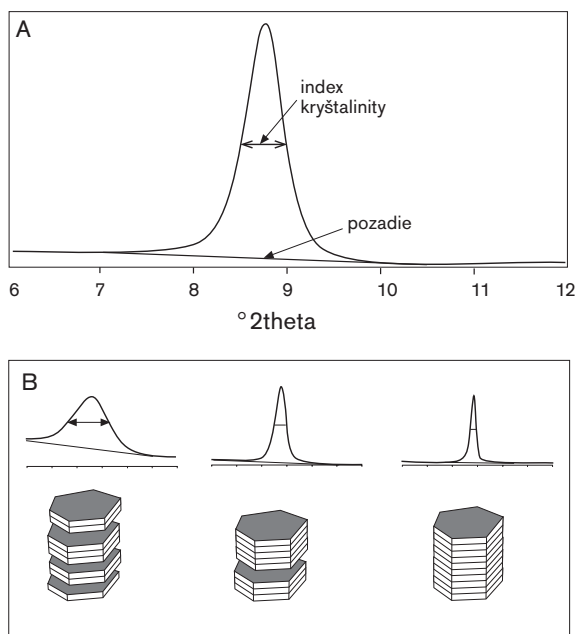 A
index
kryštalinity
pozadie
6 7 8 9 10 11 12
°2theta
B